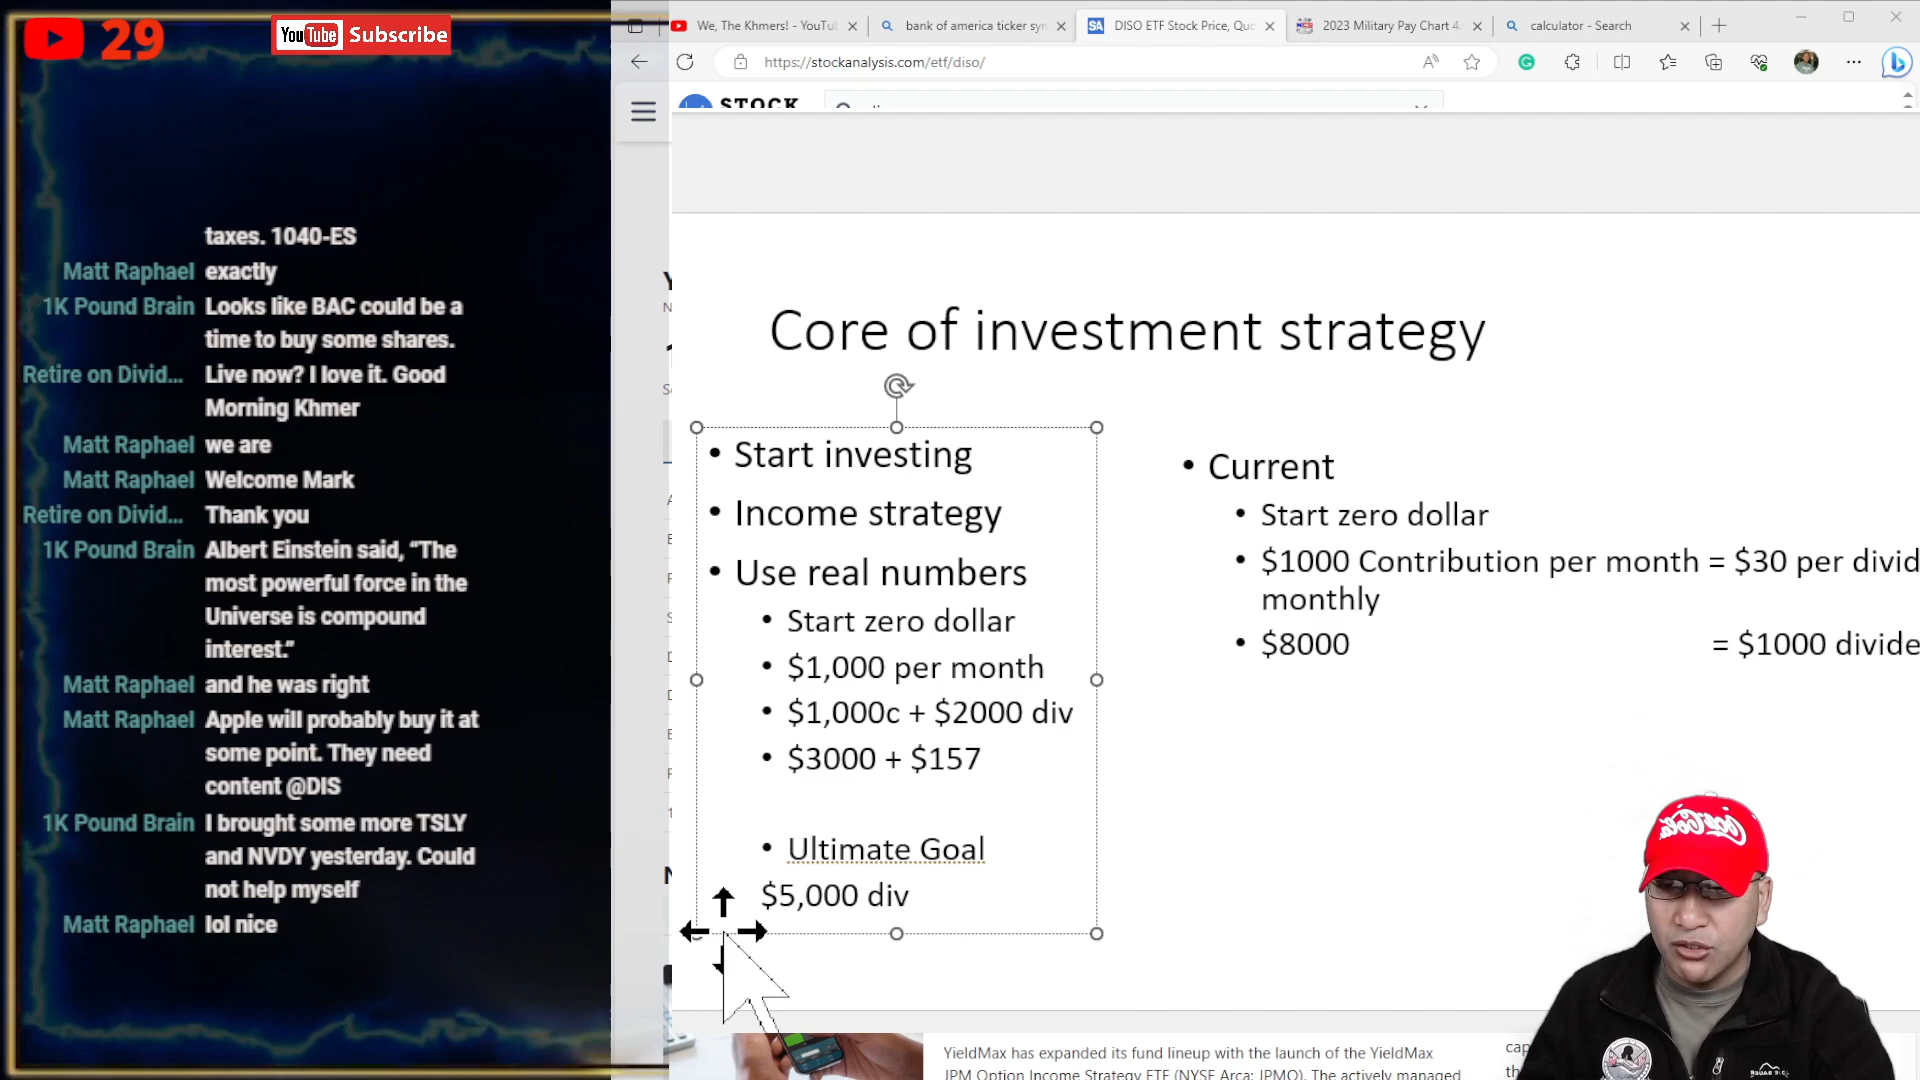 29
YouTube Subscribe
taxes. 1040-ES
Matt Raphael exactly
1K Pound Brain Looks like BAC could be a
time to buy some shares.
Retire on Divid... Live now? I love it. Good
Morning Khmer
Matt Raphael we are
Matt Raphael Welcome Mark
Retire on Divid... Thank you
1K Pound Brain Albert Einstein said, “The
most powerful force in the
Universe is compound
interest.”
Matt Raphael and he was right
Matt Raphael Apple will probably buy it at
some point. They need
content @DIS
1K Pound Brain I brought some more TSLY
and NVDY yesterday. Could
not help myself
Matt Raphael lol nice
We, The Khmers! - YouTu
bank of america ticker syn
DISO ETF Stock Price, Quo
2023 Military Pay Chart 4.
calculator - Search
https://stockanalysis.com/etf/diso/
STOCK
Core of investment strategy
• Start investing
• Income strategy
• Use real numbers
• Start zero dollar
• $1,000 per month
• $1,000c + $2000 div
• $3000 + $157
• Ultimate Goal
$5,000 div
• Current
• Start zero dollar
• $1000 Contribution per month = $30 per divid
monthly
• $8000 = $1000 divide
Coca-Cola
YieldMax has expanded its fund lineup with the launch of the YieldMax
JPM Option Income Strategy ETF (NYSE Arca: JPMO). The actively managed